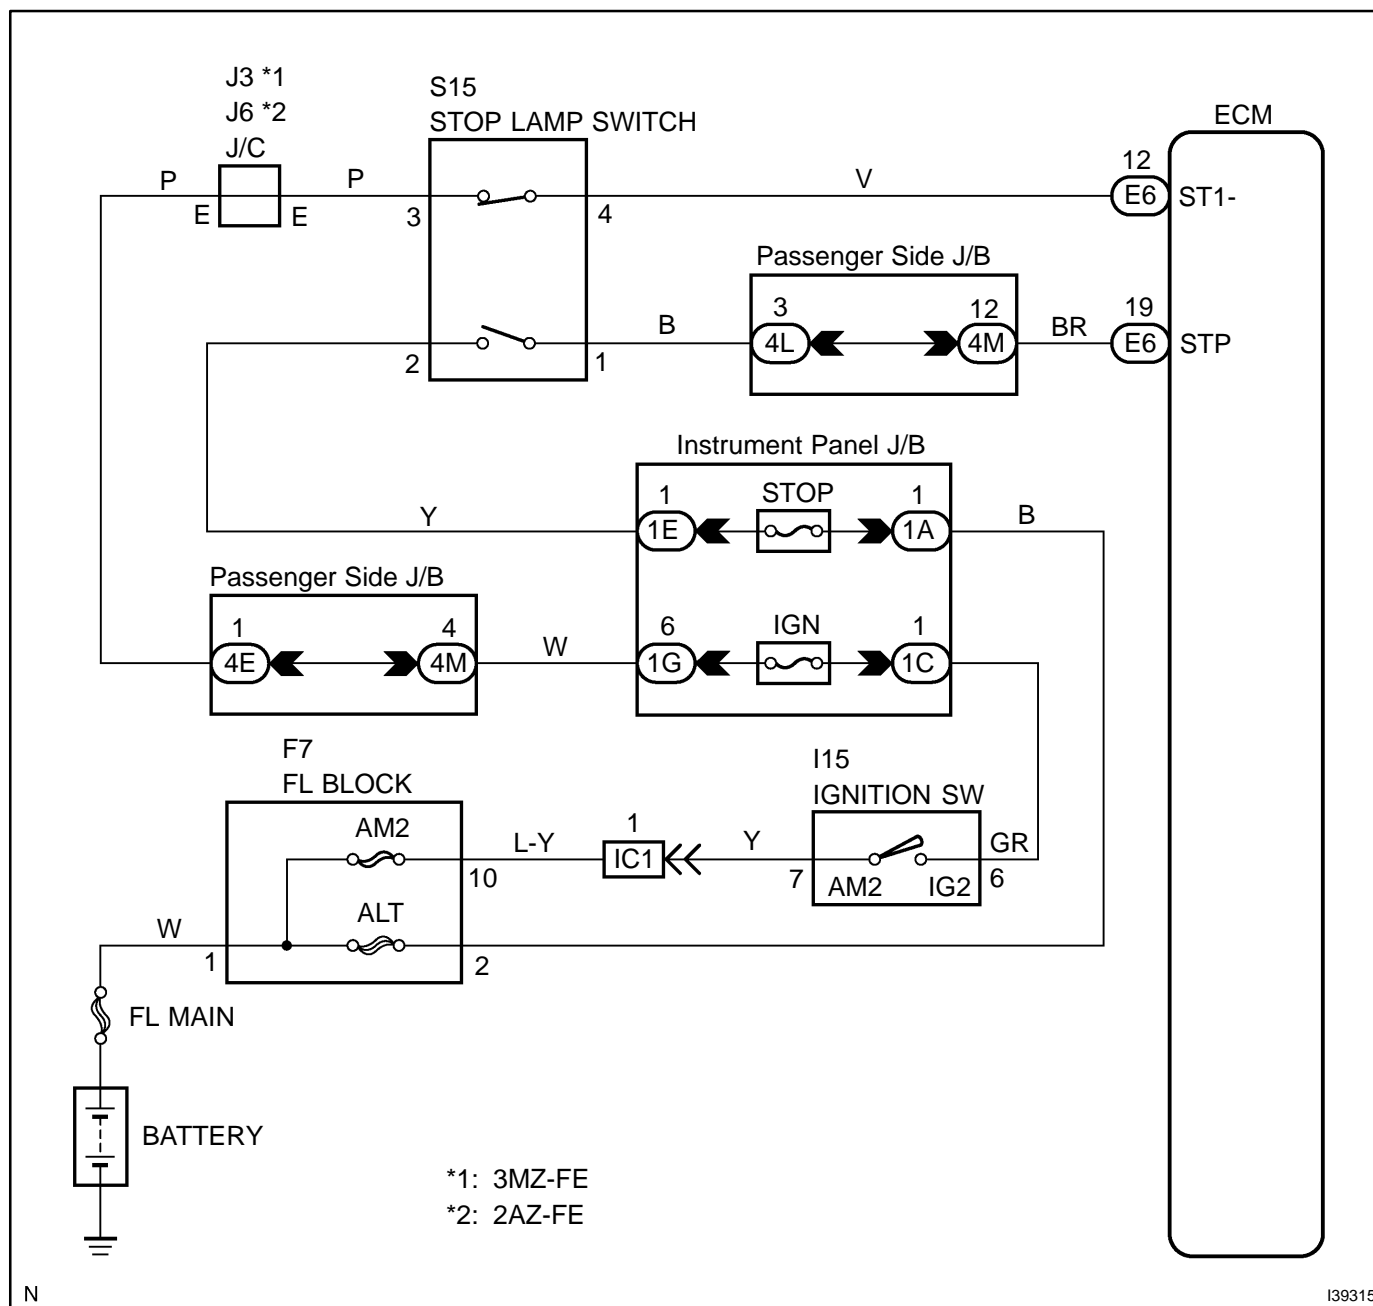 J3 *1
J6 *2
J/C
S15
STOP LAMP SWITCH
ECM
P
P
E
E
3
4
V
12
E6
ST1-
Passenger Side J/B
2
1
B
3
4L
12
4M
BR
19
E6
STP
Instrument Panel J/B
Y
1
1E
STOP
1
1A
B
Passenger Side J/B
1
4E
4
4M
W
6
1G
IGN
1
1C
F7
FL BLOCK
I15
IGNITION SW
AM2
10
L-Y
1
IC1
Y
7
AM2
IG2
6
GR
W
1
ALT
2
FL MAIN
BATTERY
*1: 3MZ-FE
*2: 2AZ-FE
N
I39315